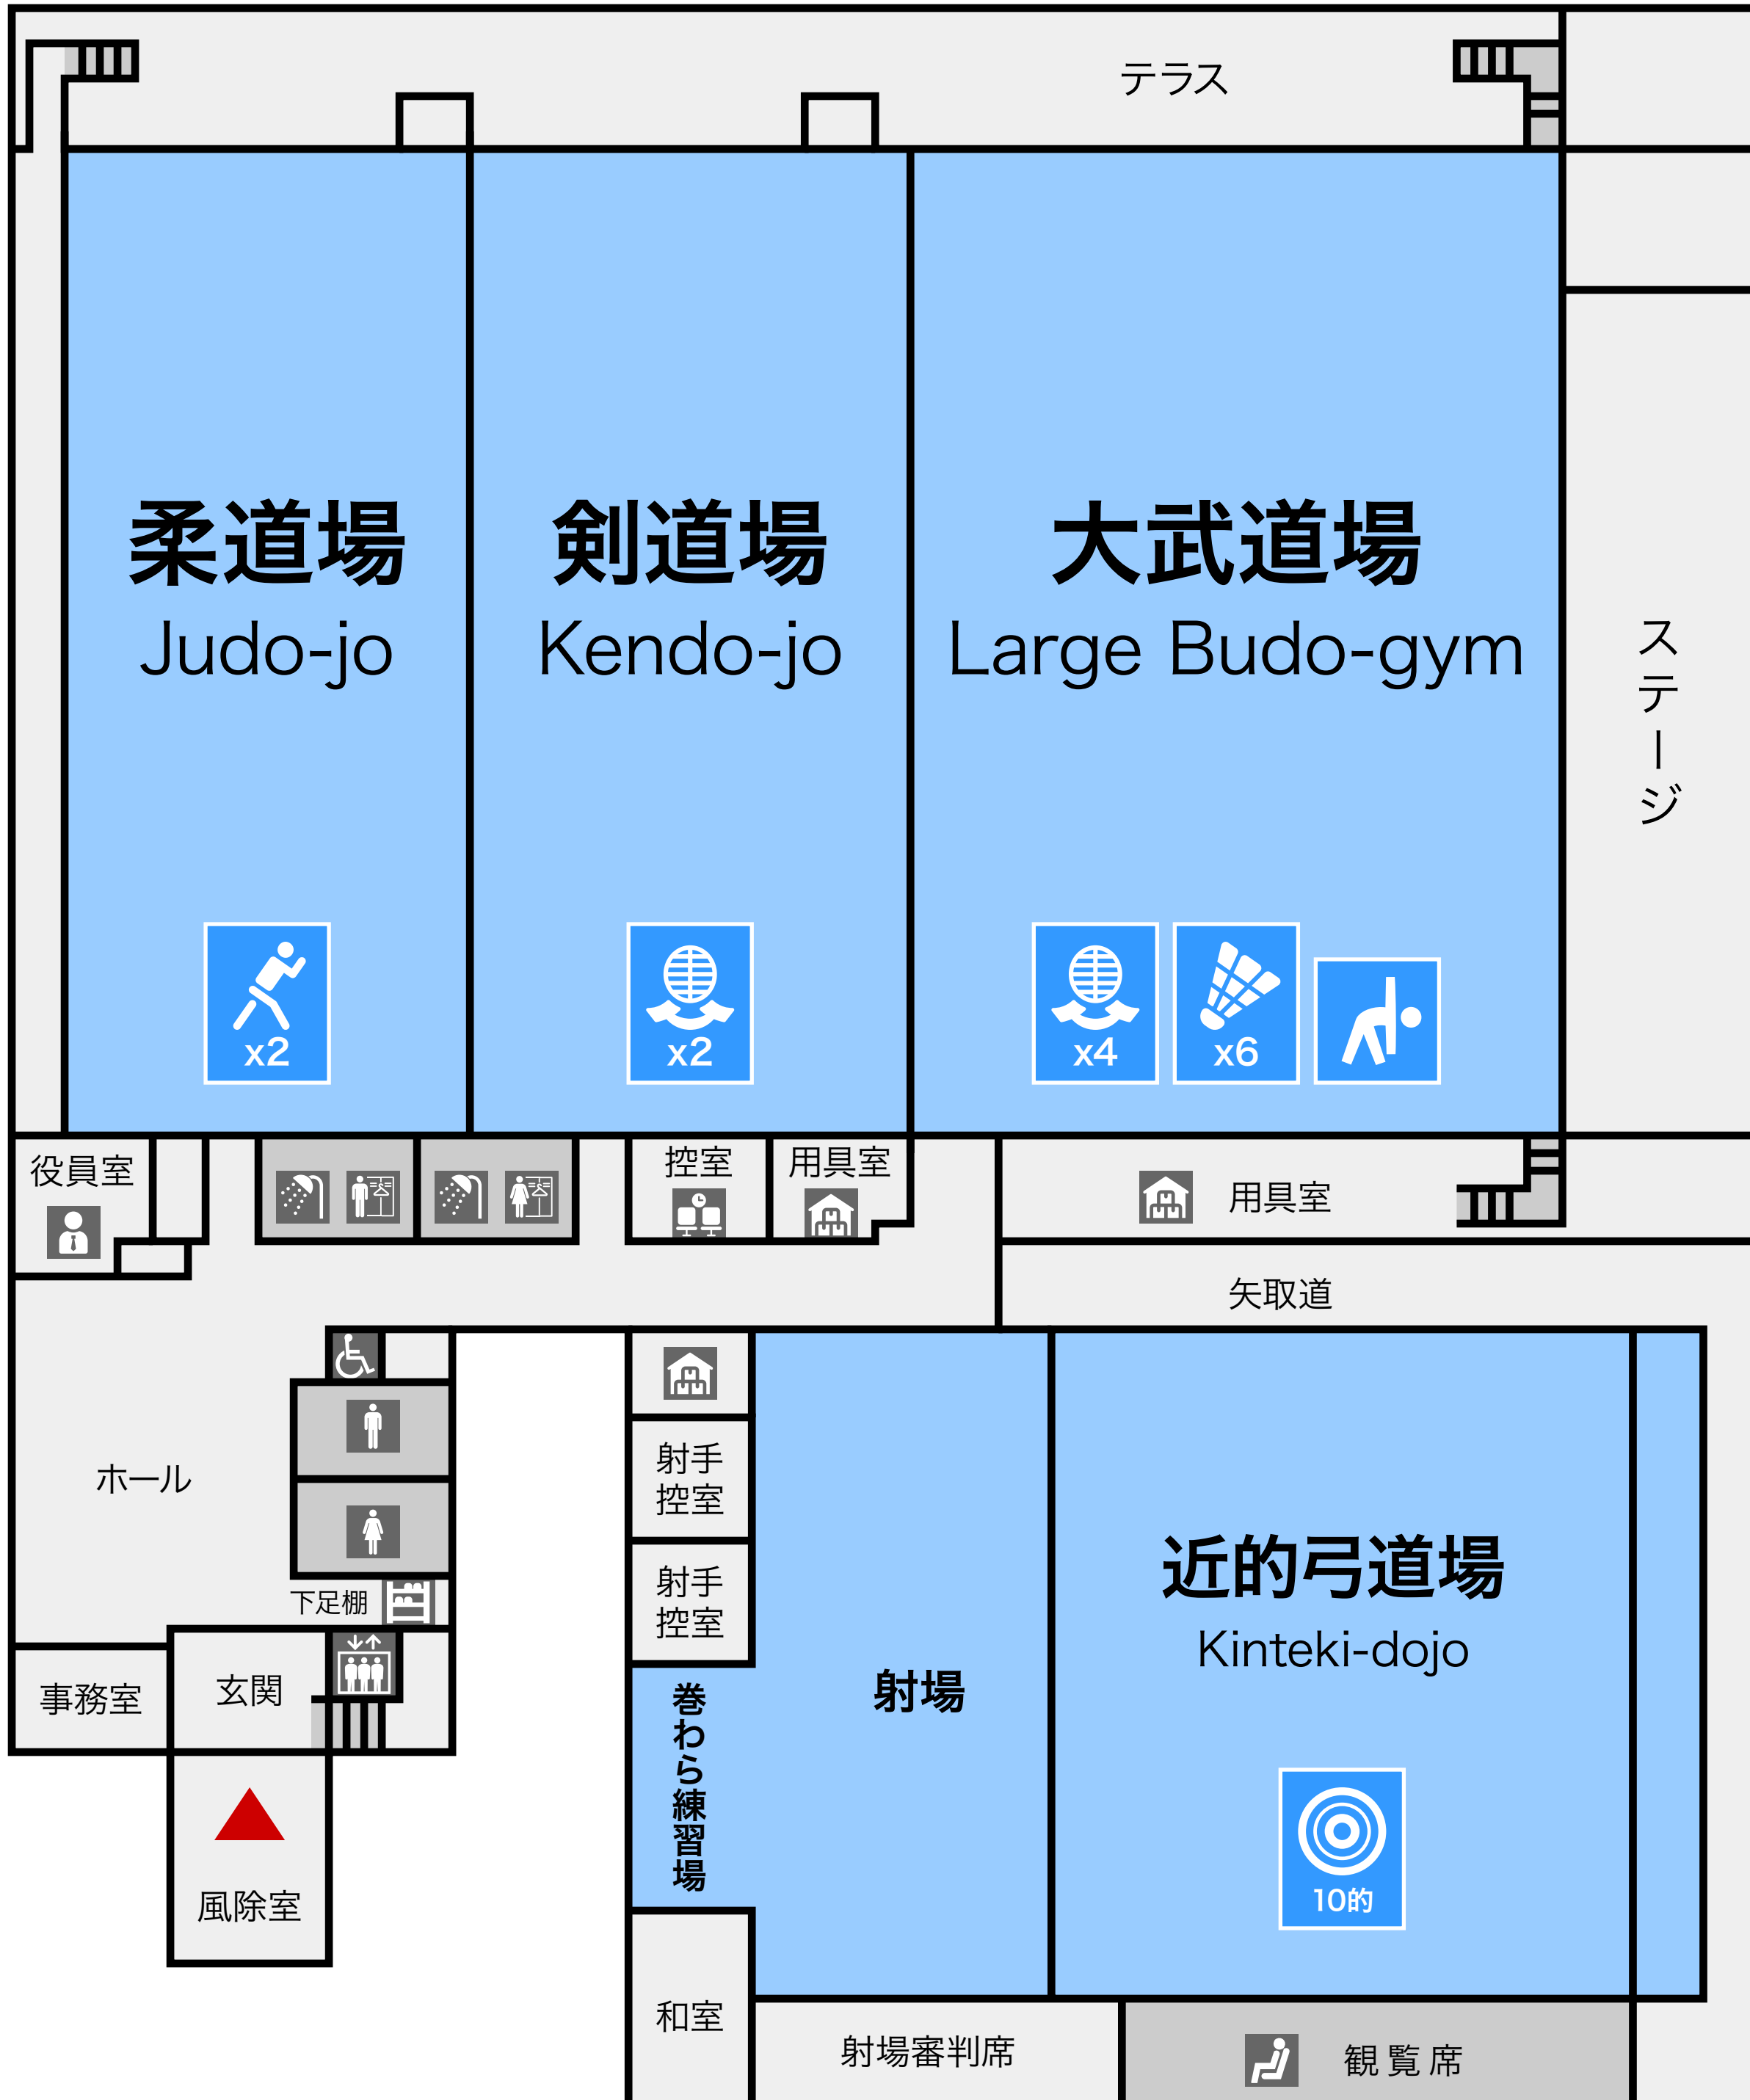 テラス
柔道場
Judo-jo
剣道場
Kendo-jo
大武道場
Large Budo-gym
ステージ
x2
x2
x4
x6
役員室
控室
用具室
用具室
矢取道
ホール
射手
控室
射手
控室
下足棚
近的弓道場
Kinteki-dojo
事務室
玄関
射場
巻わら練習場
10的
風除室
和室
射場審判席
観覧席